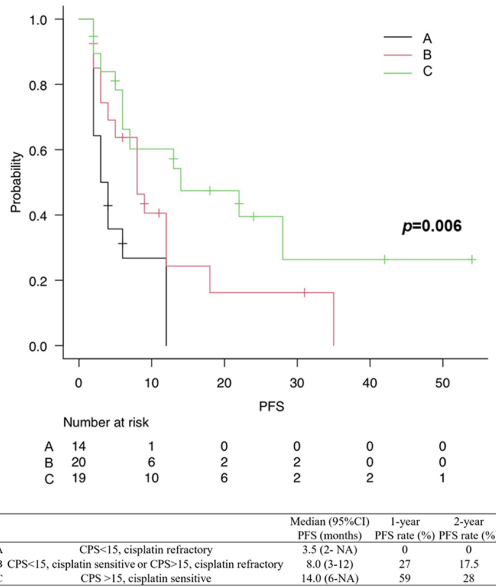 1.0
0.8
0.6
0.4
0.2
0.0
Probability
A
B
C
p=0.006
0 10 20 30 40 50
PFS
Number at risk
A 14 1 0 0 0 0
B 20 6 2 2 0 0
C 19 10 6 2 2 1
Median (95%CI) 1-year 2-year
PFS (months) PFS rate (%) PFS rate (%)
A CPS<15, cisplatin refractory 3.5 (2- NA) 0 0
B CPS<15, cisplatin sensitive or CPS>15, cisplatin refractory 8.0 (3-12) 27 17.5
C CPS >15, cisplatin sensitive 14.0 (6-NA) 59 28